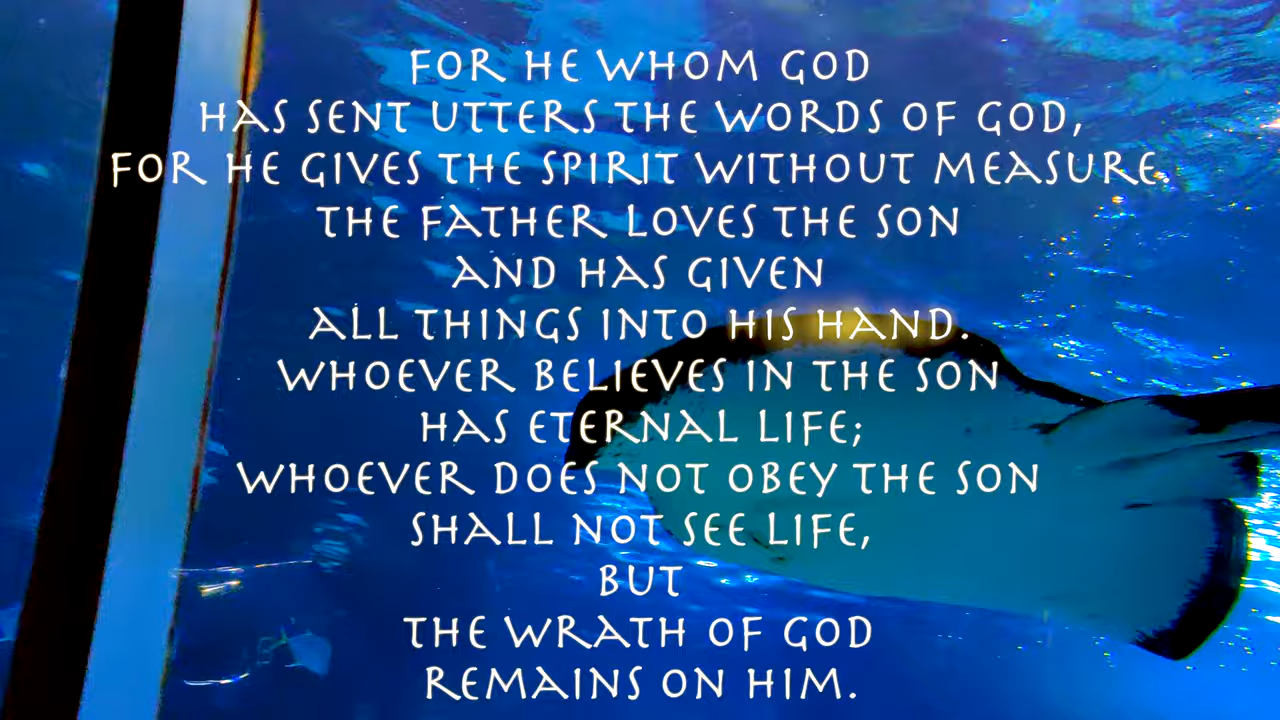 FOR HE WHOM GOD
HAS SENT UTTERS THE WORDS OF GOD,
FOR HE GIVES THE SPIRIT WITHOUT MEASURE.
THE FATHER LOVES THE SON
AND HAS GIVEN
ALL THINGS INTO HIS HAND.
WHOEVER BELIEVES IN THE SON
HAS ETERNAL LIFE;
WHOEVER DOES NOT OBEY THE SON
SHALL NOT SEE LIFE,
BUT
THE WRATH OF GOD
REMAINS ON HIM.